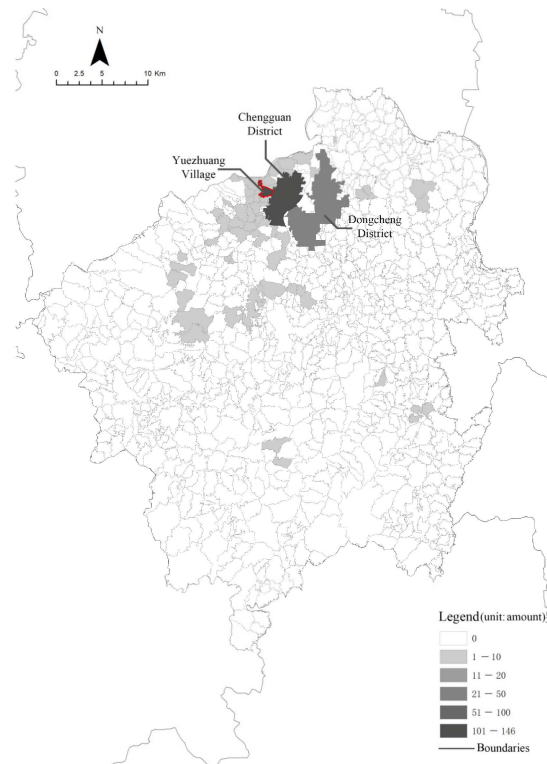 N
0 2.5 5 10 Km
Chengguan
District
Yuezhuang
Village
Dongcheng
District
Legend(unit: amount)
0
1 — 10
11 — 20
21 — 50
51 — 100
101 — 146
Boundaries